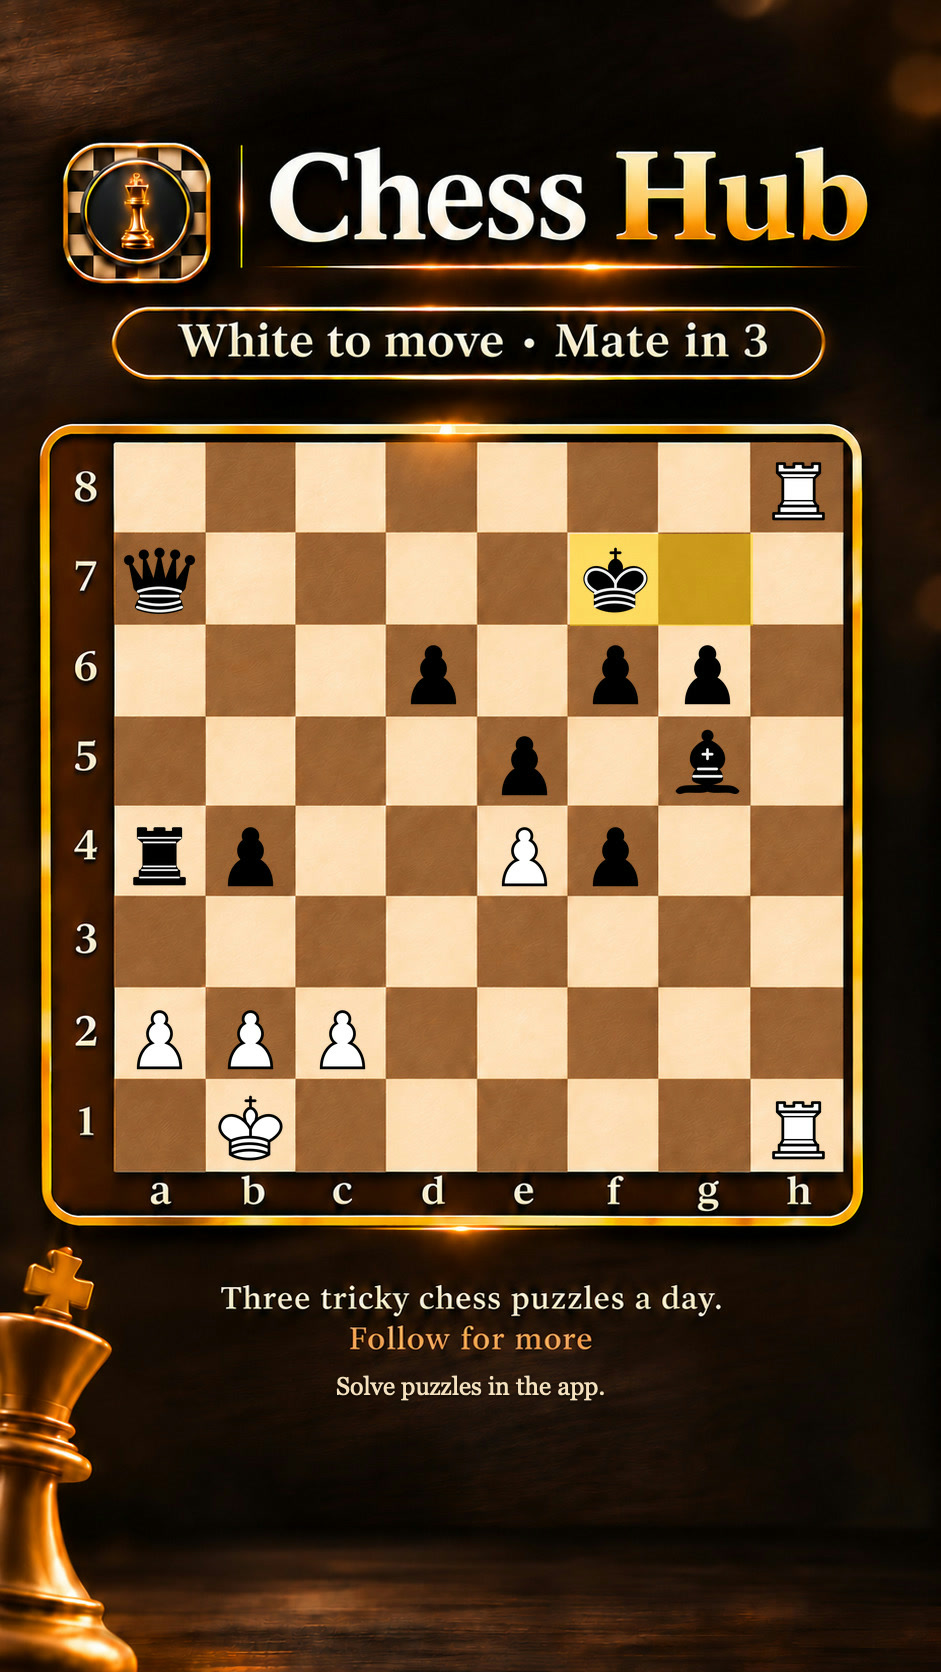 Chess Hub
White to move • Mate in 3
8
7
6
5
4
3
2
1
a b c d e f g h
Three tricky chess puzzles a day.
Follow for more
Solve puzzles in the app.